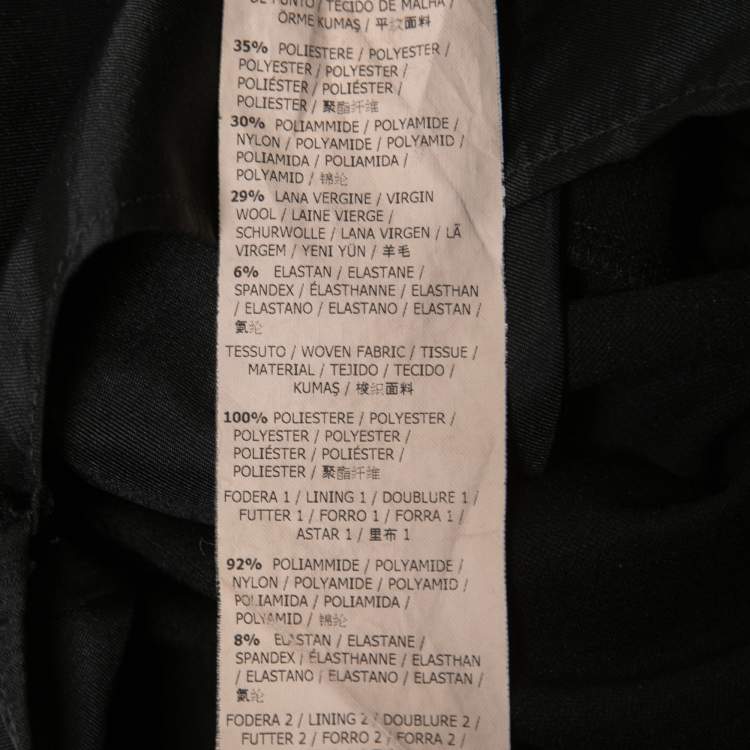 DE PUNTO / TECIDO DE MALHA /
ÖRME KUMAŞ / 平纹面料
35% POLIESTERE / POLYESTER /
POLYESTER / POLYESTER /
POLIÉSTER / POLIÉSTER /
POLIESTER / 聚酯纤维
30% POLIAMMIDE / POLYAMIDE /
NYLON / POLYAMIDE / POLYAMID /
POLIAMIDA / POLIAMIDA /
POLYAMID / 锦纶
29% LANA VERGINE / VIRGIN
WOOL / LAINE VIERGE /
SCHURWOLLE / LANA VIRGEN / LÃ
VIRGEM / YENI YÜN / 羊毛
6% ELASTAN / ELASTANE /
SPANDEX / ÉLASTHANNE / ELASTHAN
/ ELASTANO / ELASTANO / ELASTAN /
氨纶
TESSUTO / WOVEN FABRIC / TISSUE /
MATERIAL / TEJIDO / TECIDO /
KUMAŞ / 梭织面料
100% POLIESTERE / POLYESTER /
POLYESTER / POLYESTER /
POLIÉSTER / POLIÉSTER /
POLIESTER / 聚酯纤维
FODERA 1 / LINING 1 / DOUBLURE 1 /
FUTTER 1 / FORRO 1 / FORRA 1 /
ASTAR 1 / 里布 1
92% POLIAMMIDE / POLYAMIDE /
NYLON / POLYAMIDE / POLYAMID /
POLIAMIDA / POLIAMIDA /
POLYAMID / 锦纶
8% ELASTAN / ELASTANE /
SPANDEX / ÉLASTHANNE / ELASTHAN
/ ELASTANO / ELASTANO / ELASTAN /
氨纶
FODERA 2 / LINING 2 / DOUBLURE 2 /
FUTTER 2 / FORRO 2 / FORRA 2 /